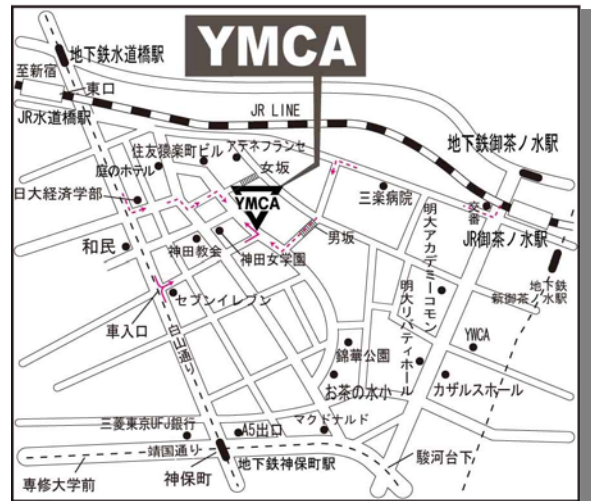 YMCA
地下鉄水道橋駅
至新宿
東口
JR LINE
JR水道橋駅
地下鉄御茶ノ水駅
住友猿楽町ビル
アテネフランセ
女坂
庭のホテル
日大経済学部
YMCA
三楽病院
交番
JR御茶ノ水駅
男坂
和民
神田教会
神田女学園
明大アカデミーコモン
地下鉄
新御茶ノ水駅
セブンイレブン
車入口
白山通り
明大リバティホール
YWCA
錦華公園
お茶の水小
カザルスホール
マクドナルド
三菱東京UFJ銀行
A5出口
靖国通り
地下鉄神保町駅
駿河台下
専修大学前
神保町